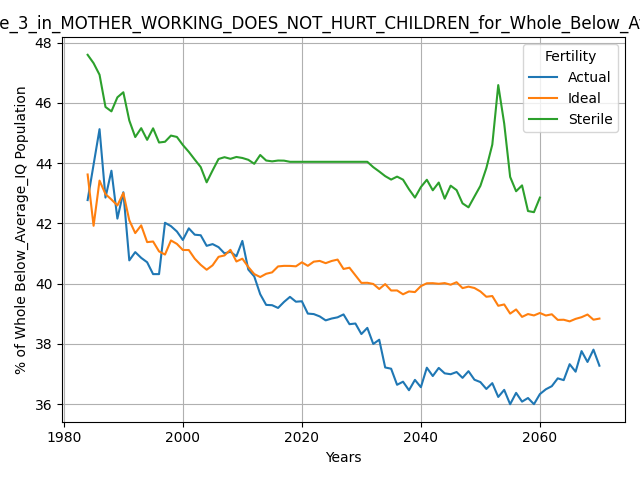 e_3_in_MOTHER_WORKING_DOES_NOT_HURT_CHILDREN_for_Whole_Below_Av
48
46
44
42
40
38
36
% of Whole Below_Average_IQ Population
Fertility
Actual
Ideal
Sterile
1980
2000
2020
2040
2060
Years